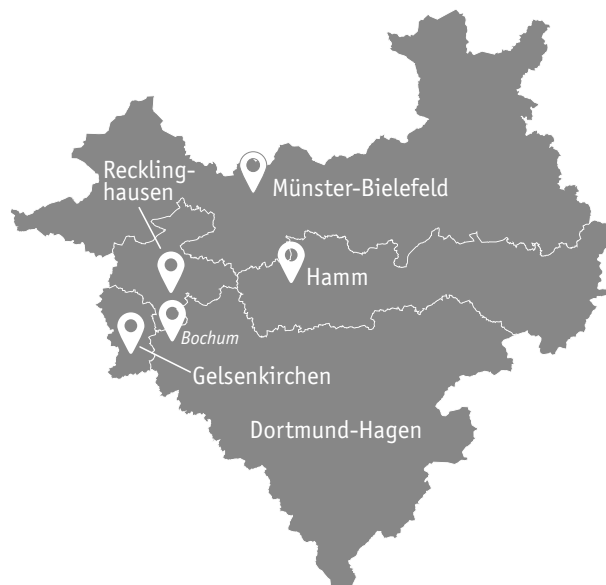 Reckling-
hausen
Münster-Bielefeld
Hamm
Bochum
Gelsenkirchen
Dortmund-Hagen